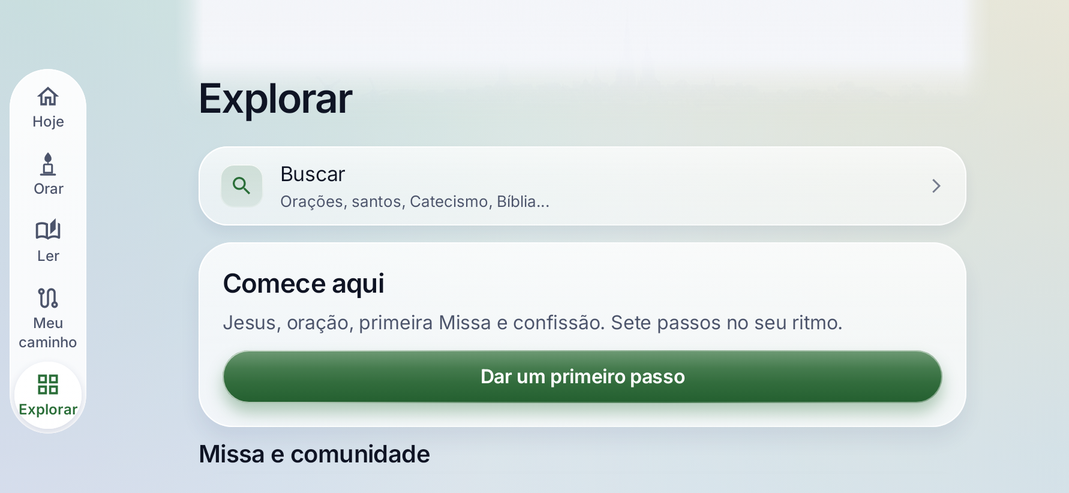 Hoje
Orar
Ler
Meu
caminho
Explorar
Explorar
Buscar
Orações, santos, Catecismo, Bíblia...
Comece aqui
Jesus, oração, primeira Missa e confissão. Sete passos no seu ritmo.
Dar um primeiro passo
Missa e comunidade